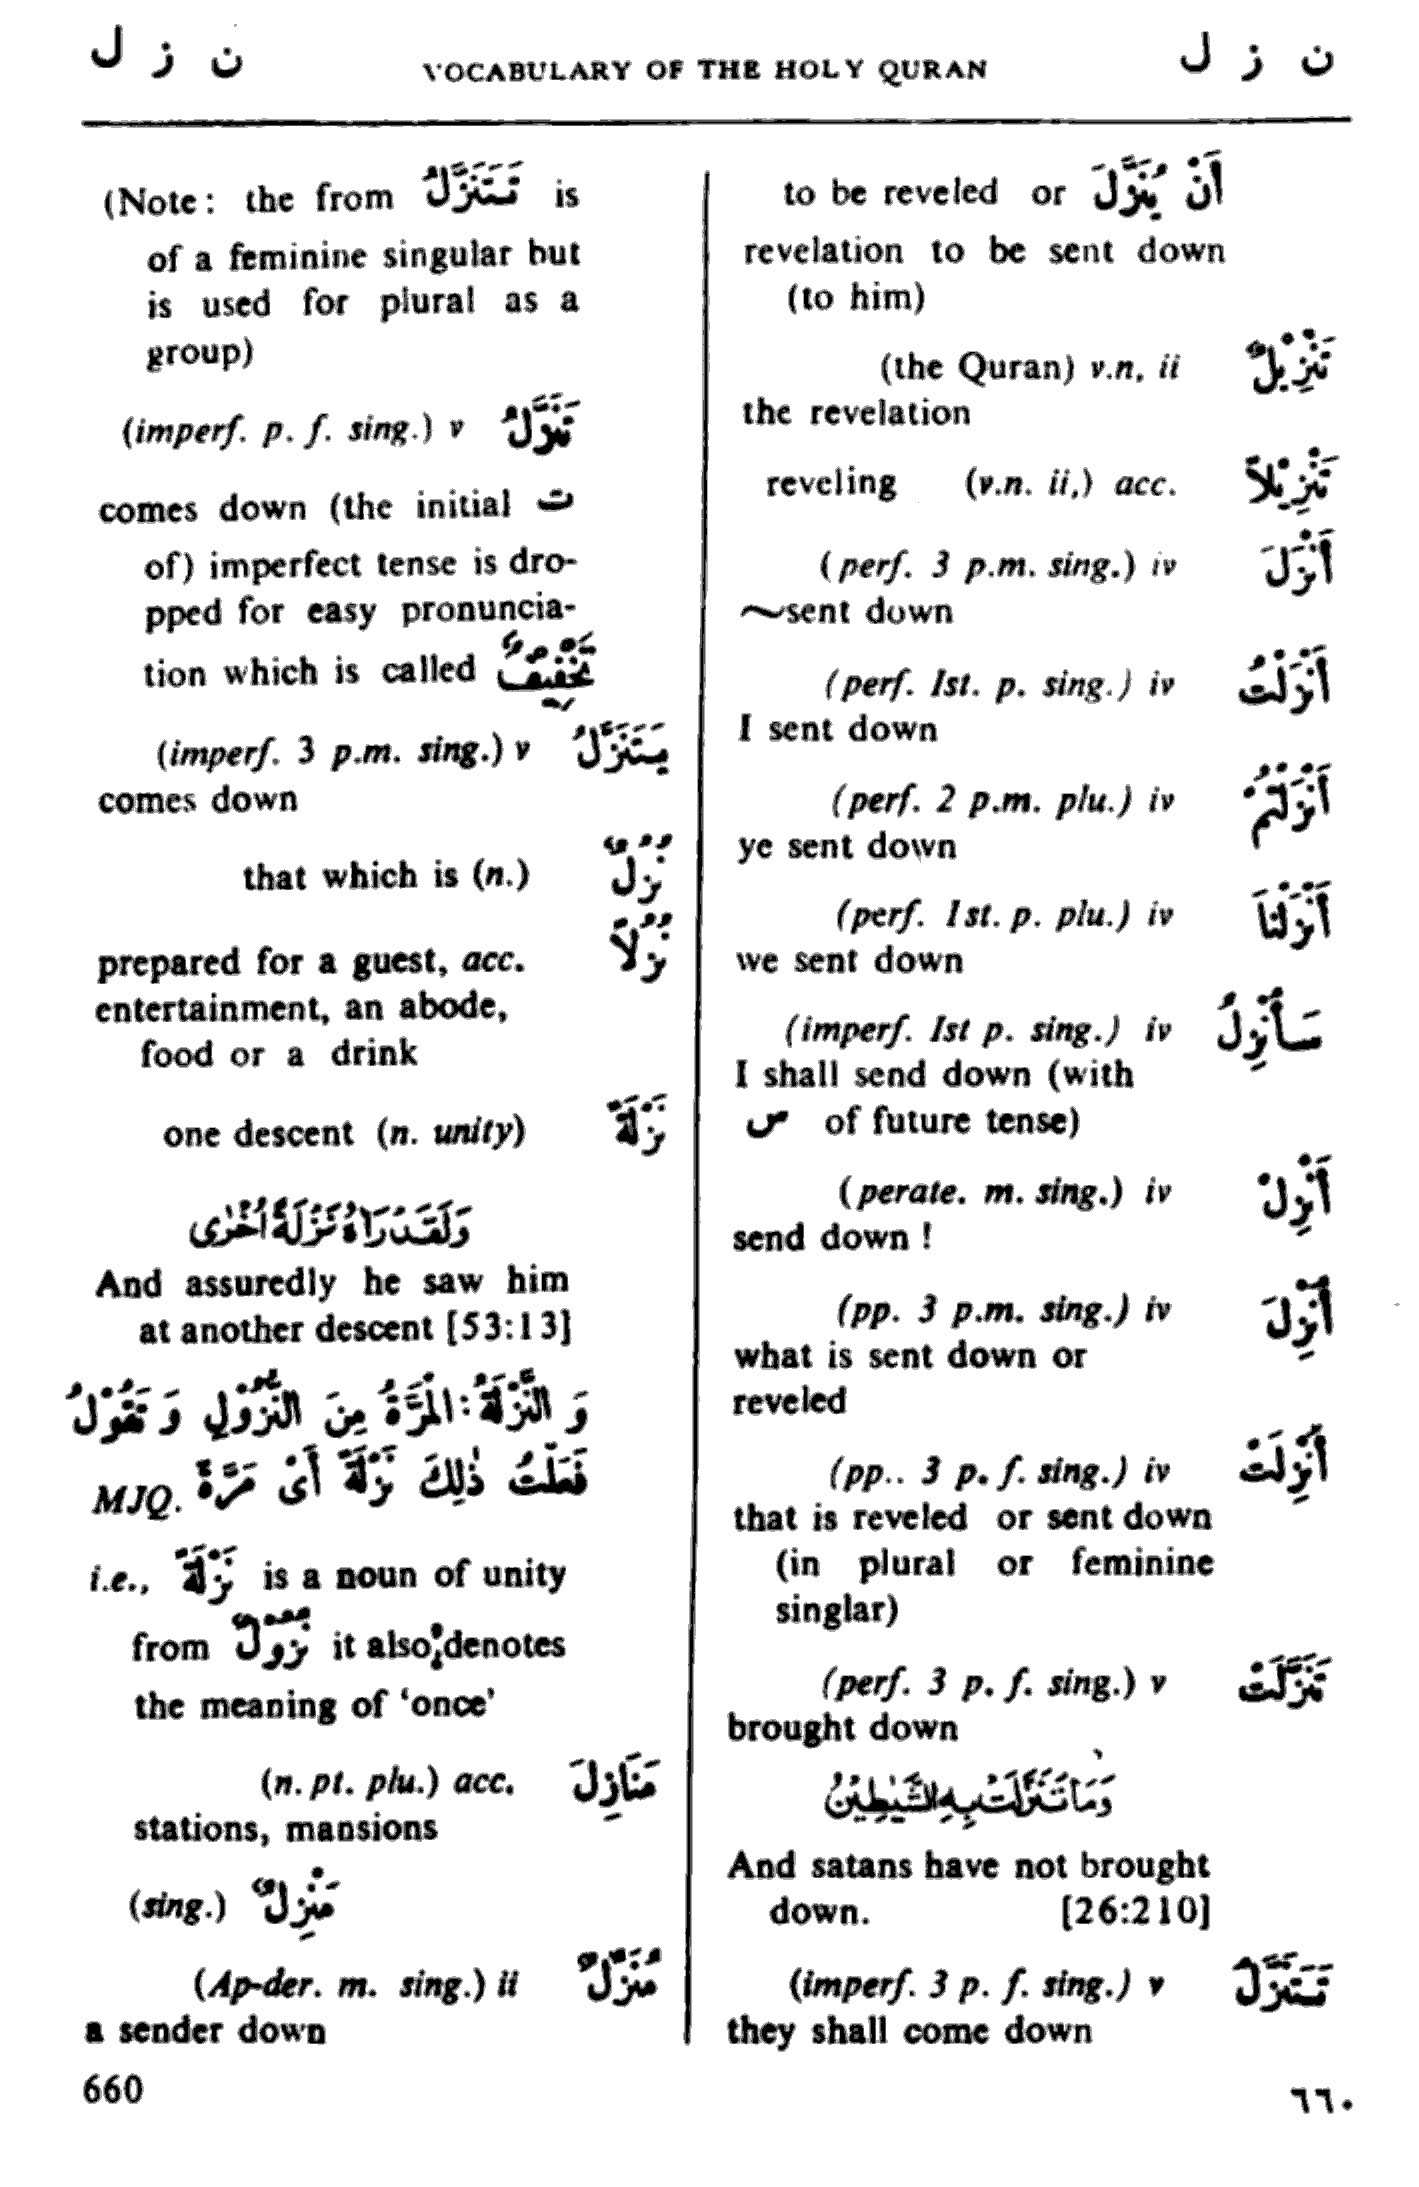 ن ز ل VOCABULARY OF THE HOLY QURAN ن ز ل
to be reveled or أَنْ يُنَزَّلَ
revelation to be sent down
(to him)
(the Quran) v.n, ii تَنْزِيْلٌ
the revelation
reveling (v.n. ii,) acc. تَنْزِيْلاً
(perf. 3 p.m. sing.) iv أَنْزَلَ
~sent down
(perf. Ist. p. sing.) iv أَنْزَلْتُ
I sent down
(perf. 2 p.m. plu.) iv أَنْزَلْتُمْ
ye sent down
(perf. 1st. p. plu.) iv أَنْزَلْنَا
we sent down
(imperf. Ist p. sing.) iv سَأُنْزِلُ
I shall send down (with
س of future tense)
(perate. m. sing.) iv أَنْزِلْ
send down !
(pp. 3 p.m. sing.) iv أُنْزِلَ
what is sent down or
reveled
(pp.. 3 p. f. sing.) iv أُنْزِلَتْ
that is reveled or sent down
(in plural or feminine
singlar)
(perf. 3 p. f. sing.) v تَنَزَّلَتْ
brought down
وَمَا تَنَزَّلَتْ بِهِ الشَّيٰطِيْنُ
And satans have not brought
down. [26:210]
(imperf. 3 p. f. sing.) v تَتَنَزَّلُ
they shall come down
(Note: the from تَتَنَزَّلُ is
of a feminine singular but
is used for plural as a
group)
(imperf. p. f. sing.) v تَنَزَّلُ
comes down (the initial ت
of) imperfect tense is dro-
pped for easy pronuncia-
tion which is called تَخْفِيْفٌ
(imperf. 3 p.m. sing.) v يَتَنَزَّلُ
comes down
that which is (n.) نُزُلٌ
prepared for a guest, acc. نُزُلاً
entertainment, an abode,
food or a drink
one descent (n. unity) نَزْلَةً
وَلَقَدْ رَاٰهُ نَزْلَةً اُخْرٰى
And assuredly he saw him
at another descent [53:13]
وَ النَّزْلَةُ : الْمَرَّةُ مِنَ النُّزُوْلِ وَ تَقُوْلُ
فَعَلْتُ ذٰلِكَ نَزْلَةً أَىْ مَرَّةً MJQ.
i.e., نَزْلَةً is a noun of unity
from نُزُوْلٌ it also denotes
the meaning of ‘once’
(n. pt. plu.) acc. مَنَازِلَ
stations, mansions
(sing.) مَنْزِلٌ
(Ap-der. m. sing.) ii مُنَزِّلٌ
a sender down
660 ٦٦٠